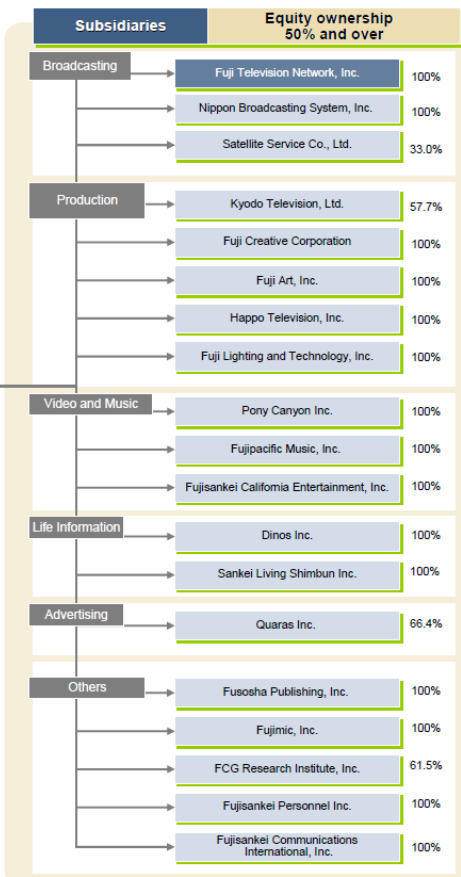 Subsidiaries
Equity ownership
50% and over
Broadcasting
Fuji Television Network, Inc.
100%
Nippon Broadcasting System, Inc.
100%
Satellite Service Co., Ltd.
33.0%
Production
Kyodo Television, Ltd.
57.7%
Fuji Creative Corporation
100%
Fuji Art, Inc.
100%
Happo Television, Inc.
100%
Fuji Lighting and Technology, Inc.
100%
Video and Music
Pony Canyon Inc.
100%
Fujipacific Music, Inc.
100%
Fujisankei California Entertainment, Inc.
100%
Life Information
Dinos Inc.
100%
Sankei Living Shimbun Inc.
100%
Advertising
Quaras Inc.
66.4%
Others
Fusosha Publishing, Inc.
100%
Fujimic, Inc.
100%
FCG Research Institute, Inc.
61.5%
Fujisankei Personnel Inc.
100%
Fujisankei Communications
International, Inc.
100%